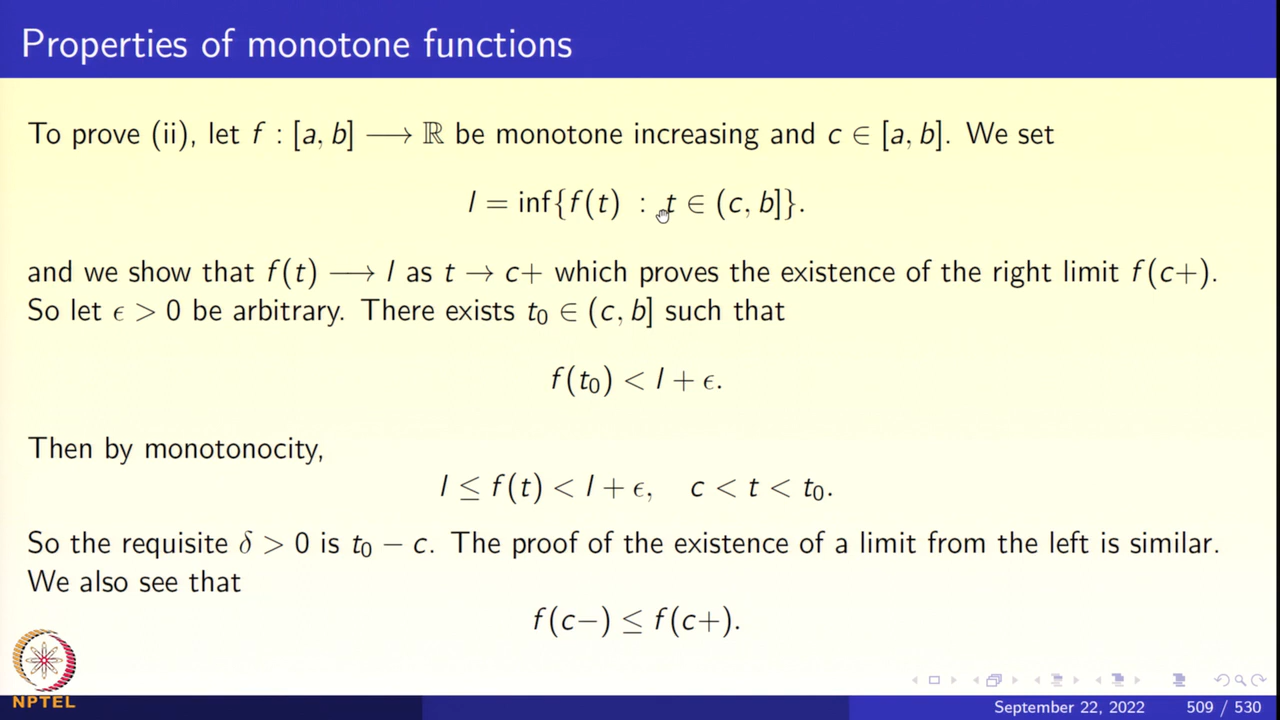 Properties of monotone functions
To prove (ii), let f : [a, b] ⟶ ℝ be monotone increasing and c ∈ [a, b]. We set
l = inf{f(t) : t ∈ (c, b]}.
and we show that f(t) ⟶ l as t → c+ which proves the existence of the right limit f(c+).
So let ϵ > 0 be arbitrary. There exists t₀ ∈ (c, b] such that
f(t₀) < l + ϵ.
Then by monotonocity,
l ≤ f(t) < l + ϵ, c < t < t₀.
So the requisite δ > 0 is t₀ − c. The proof of the existence of a limit from the left is similar.
We also see that
f(c−) ≤ f(c+).
NPTEL
September 22, 2022 509 / 530